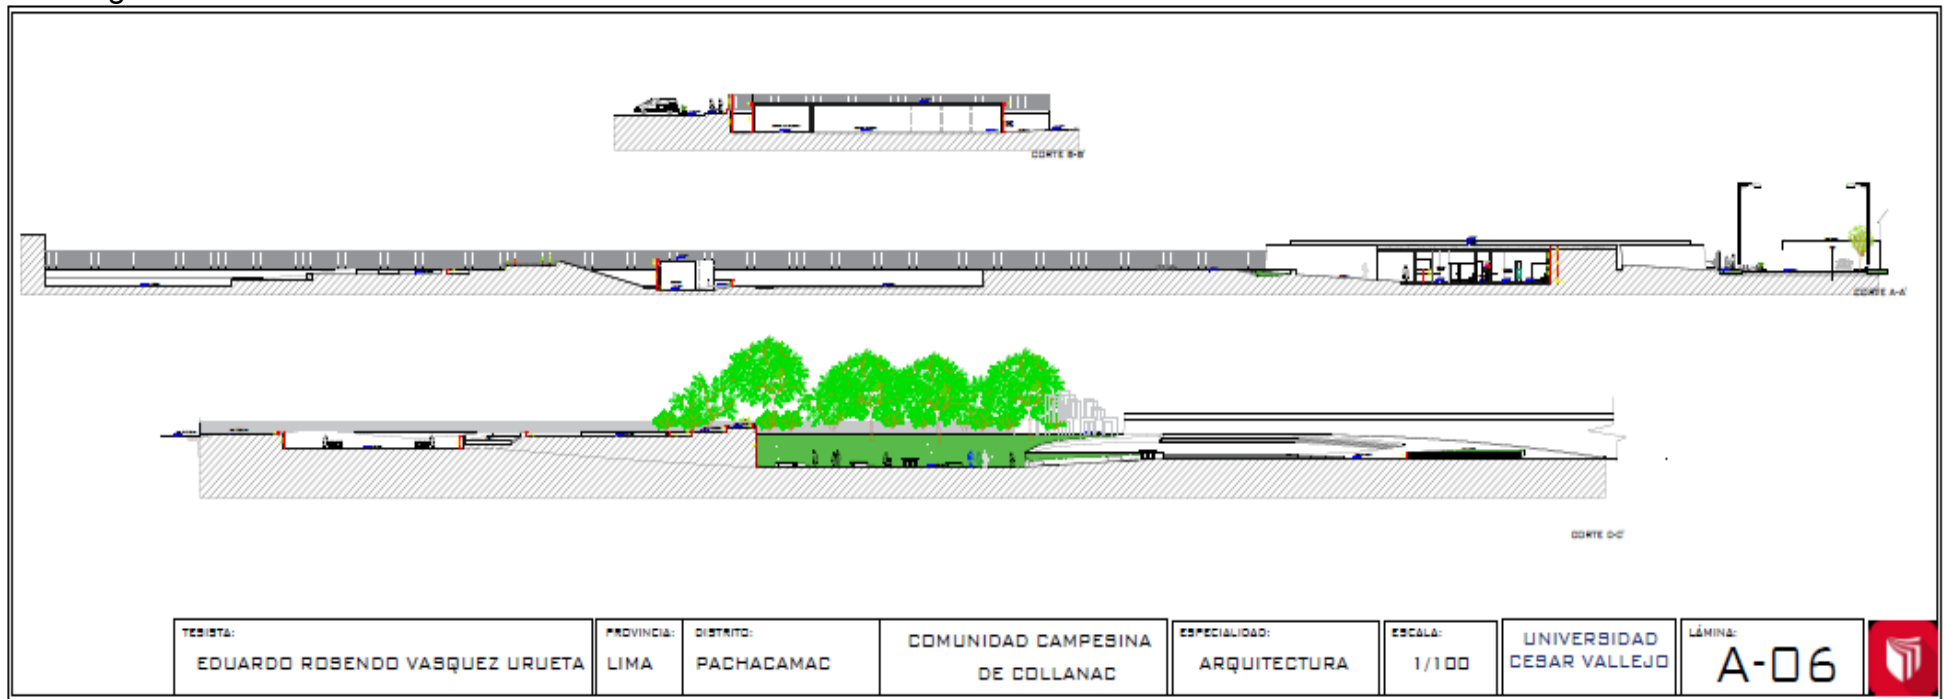 CORTE B-B'
CORTE A-A'
CORTE C-C'
TESISTA:
EDUARDO ROSENDO VASQUEZ URUETA
PROVINCIA:
LIMA
DISTRITO:
PACHACAMAC
COMUNIDAD CAMPESINA
DE COLLANAC
ESPECIALIDAD:
ARQUITECTURA
ESCALA:
1/100
UNIVERSIDAD
CESAR VALLEJO
LÁMINA:
A-06